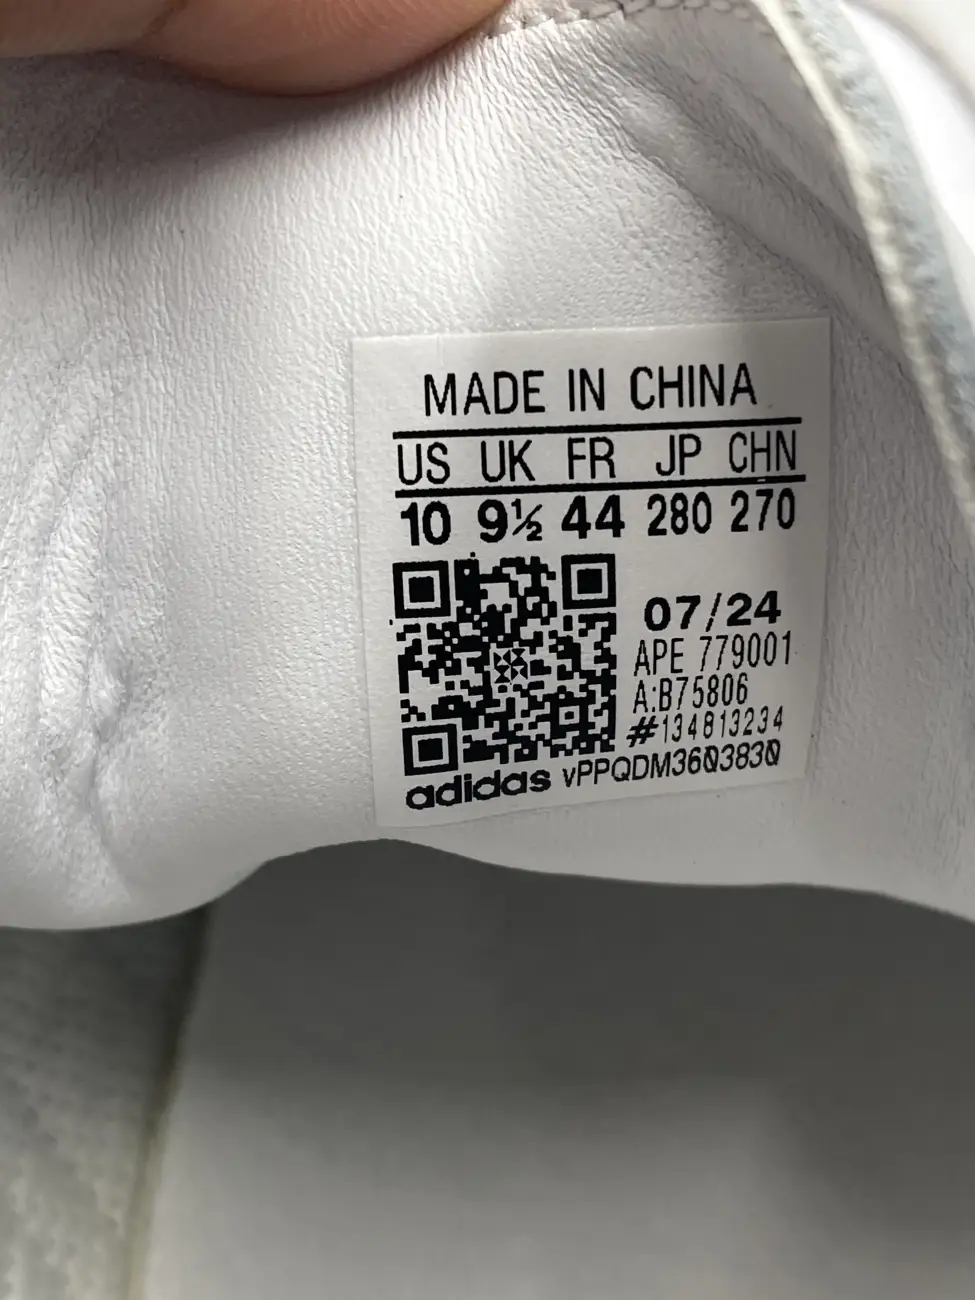 MADE IN CHINA
US UK FR JP CHN
10 9½ 44 280 270
07/24
APE 779001
A:B75806
#134813234
adidas vPPQDM3603830